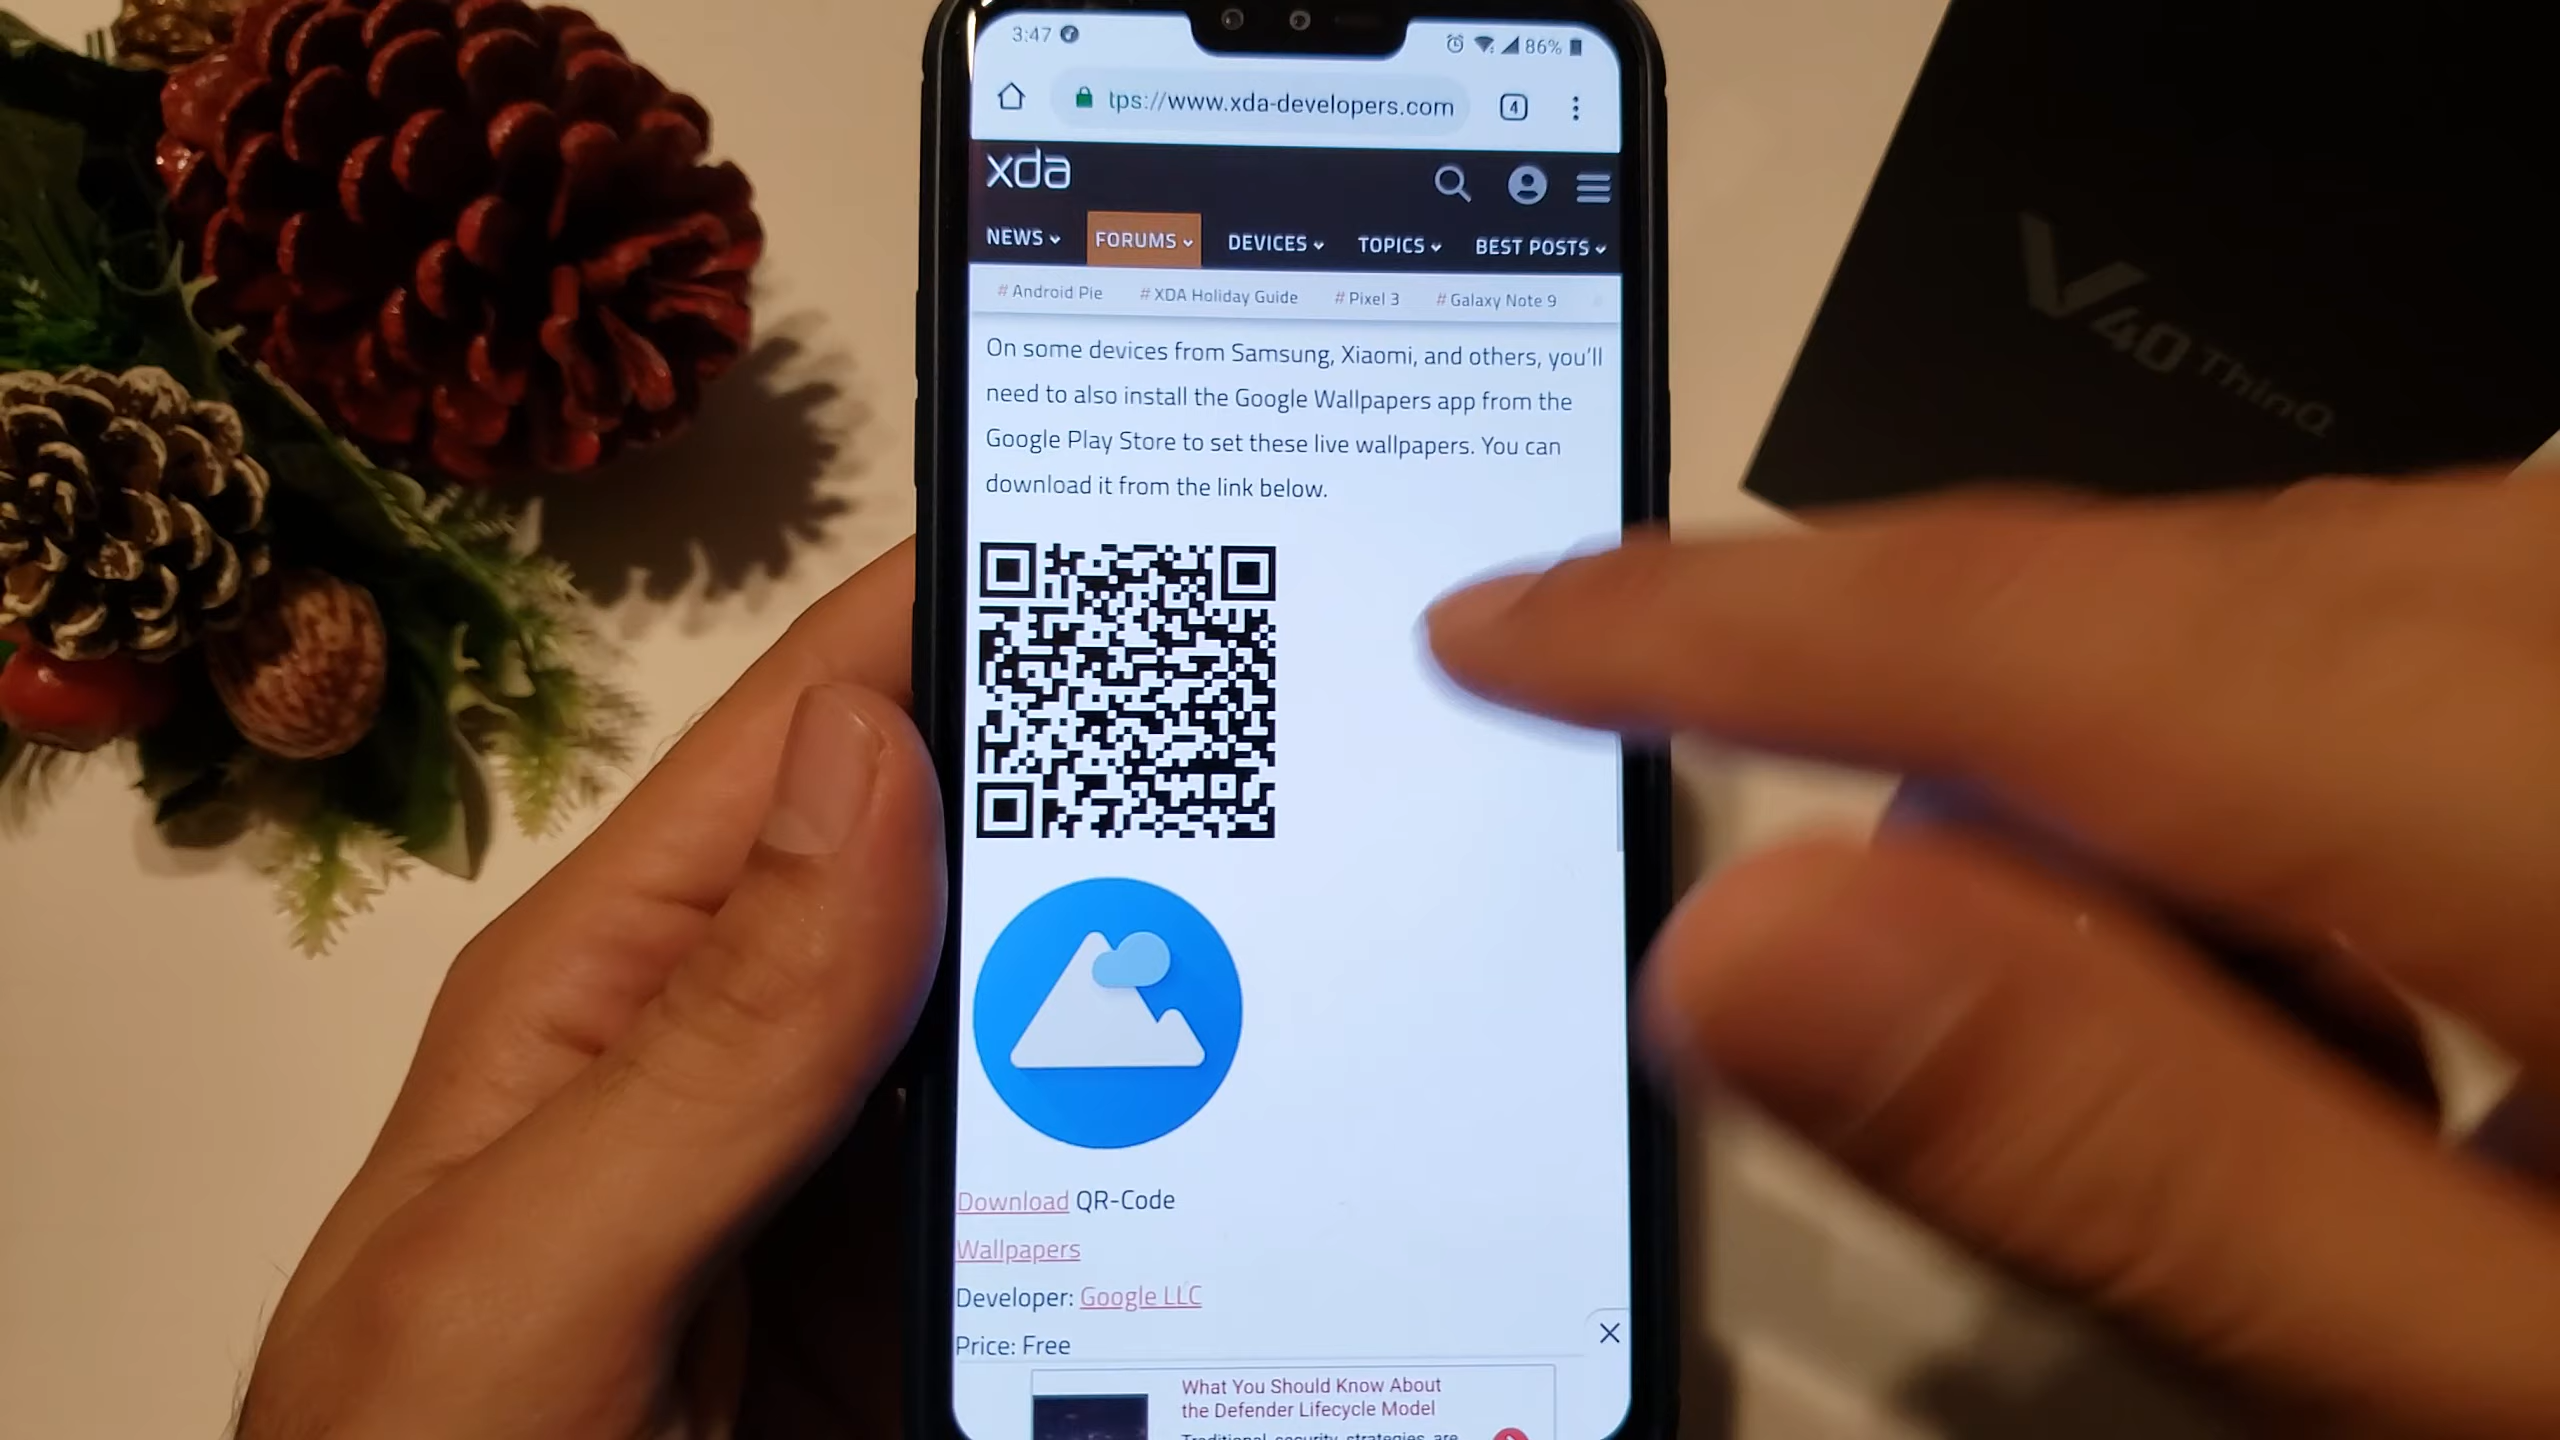 3:47
86%
tps://www.xda-developers.com
4
xda
NEWS
FORUMS
DEVICES
TOPICS
BEST POSTS
# Android Pie
# XDA Holiday Guide
# Pixel 3
# Galaxy Note 9
On some devices from Samsung, Xiaomi, and others, you'll
need to also install the Google Wallpapers app from the
Google Play Store to set these live wallpapers. You can
download it from the link below.
Download QR-Code
Wallpapers
Developer: Google LLC
Price: Free
What You Should Know About
the Defender Lifecycle Model
Traditional security strategies are
V40 ThinQ